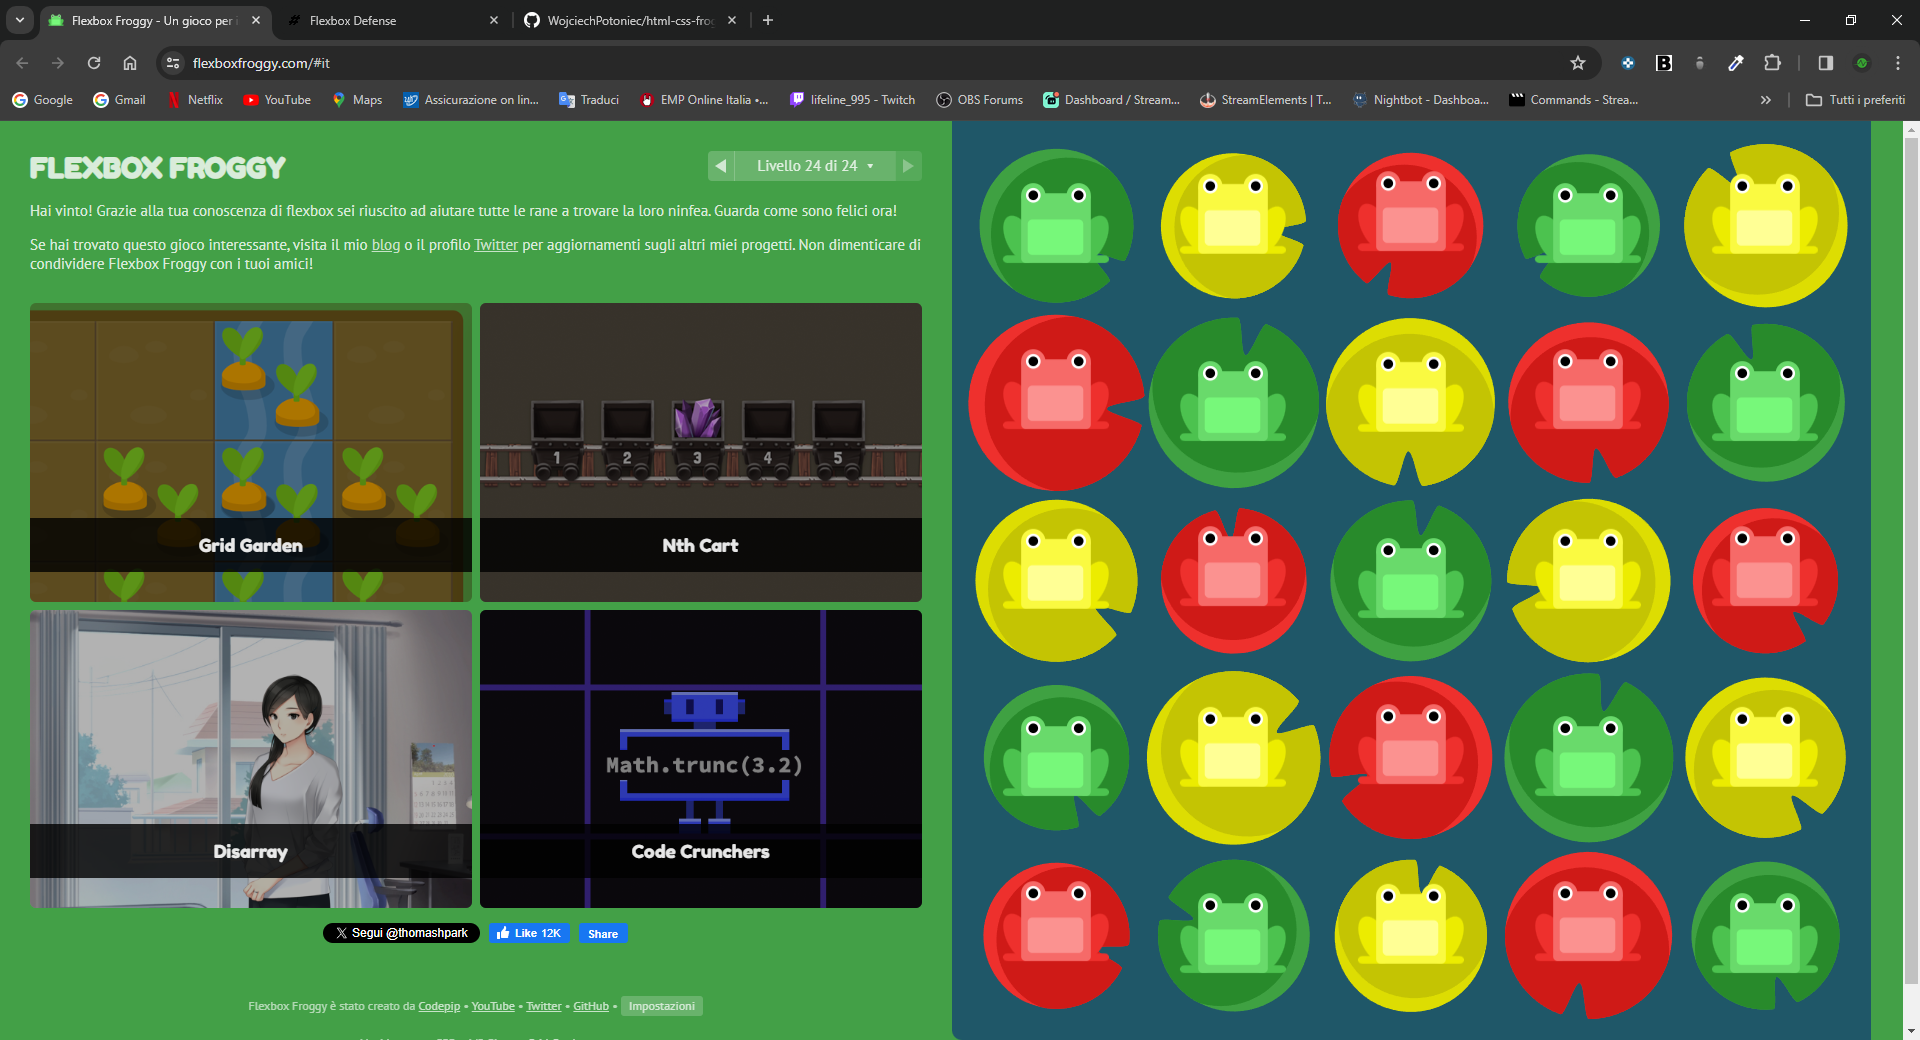 Flexbox Froggy - Un gioco per i
Flexbox Defense
WojciechPotoniec/html-css-frog
flexboxfroggy.com/#it
Google
Gmail
Netflix
YouTube
Maps
Assicurazione on lin...
Traduci
EMP Online Italia •...
lifeline_995 - Twitch
OBS Forums
Dashboard / Stream...
StreamElements | T...
Nightbot - Dashboa...
Commands - Strea...
Tutti i preferiti
FLEXBOX FROGGY
Livello 24 di 24
Hai vinto! Grazie alla tua conoscenza di flexbox sei riuscito ad aiutare tutte le rane a trovare la loro ninfea. Guarda come sono felici ora!
Se hai trovato questo gioco interessante, visita il mio blog o il profilo Twitter per aggiornamenti sugli altri miei progetti. Non dimenticare di
condividere Flexbox Froggy con i tuoi amici!
1 2 3 4 5
Grid Garden
Nth Cart
Math.trunc(3.2)
Disarray
Code Crunchers
Segui @thomashpark
Like 12K
Share
Flexbox Froggy è stato creato da Codepip • YouTube • Twitter • GitHub • Impostazioni